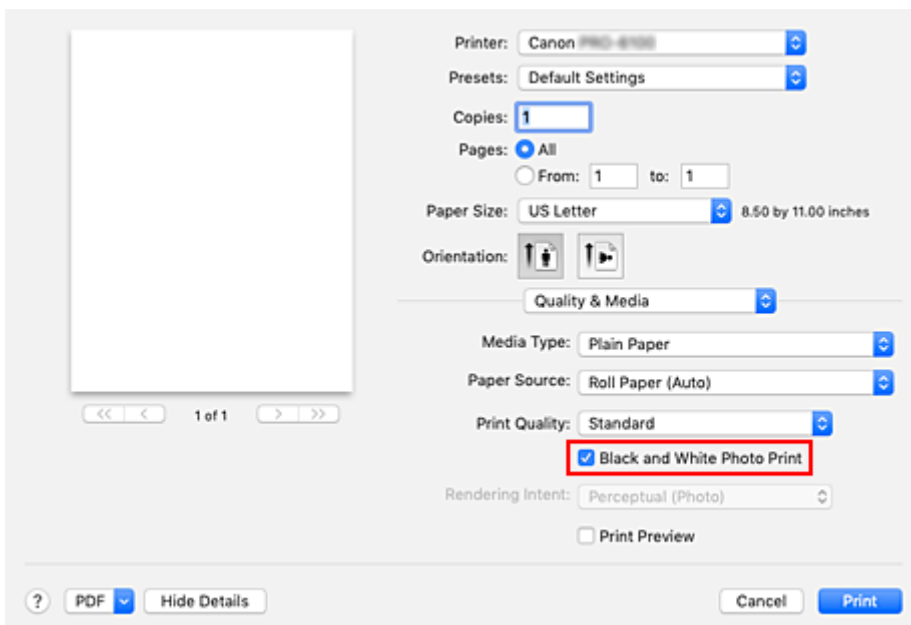 Printer: Canon
Presets: Default Settings
Copies: 1
Pages: All
From: 1 to: 1
Paper Size: US Letter 8.50 by 11.00 inches
Orientation:
Quality & Media
Media Type: Plain Paper
Paper Source: Roll Paper (Auto)
Print Quality: Standard
Black and White Photo Print
Rendering Intent: Perceptual (Photo)
Print Preview
<< < 1 of 1 > >>
? PDF Hide Details Cancel Print